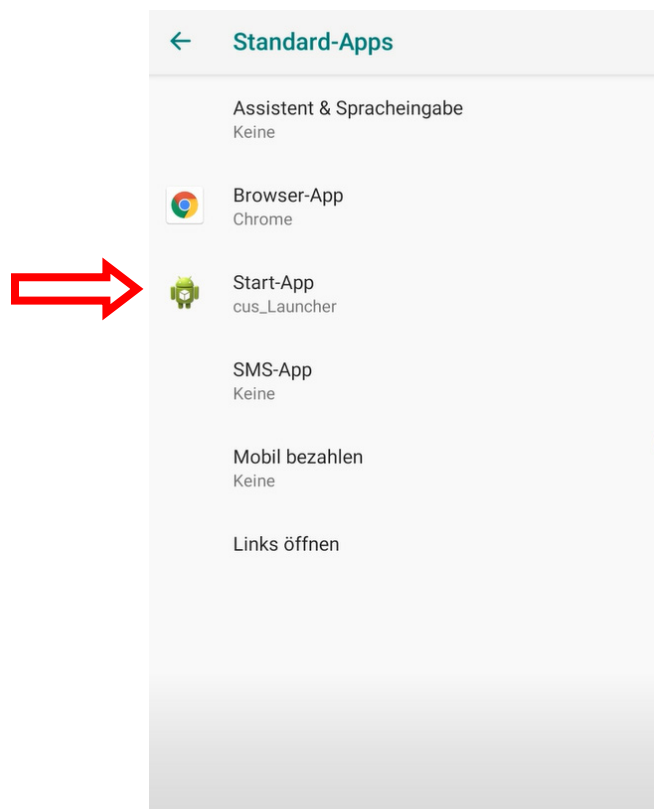 Standard-Apps
Assistent & Spracheingabe
Keine
Browser-App
Chrome
Start-App
cus_Launcher
SMS-App
Keine
Mobil bezahlen
Keine
Links öffnen